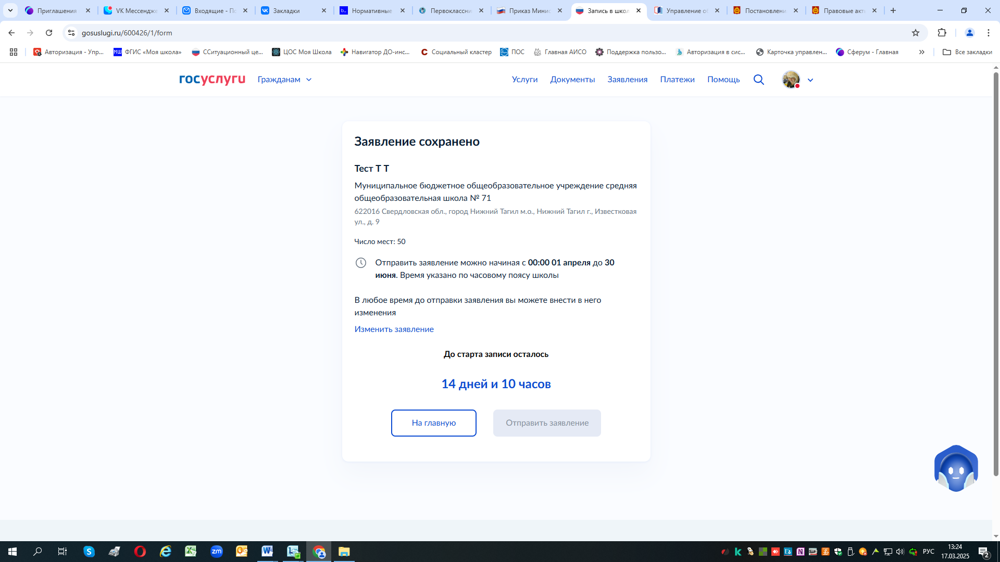 Приглашения
VK Мессендже
Входящие - По
Закладки
Нормативные
Первоклассни
Приказ Минис
Запись в школ
Управление об
Постановлени
Правовые акт
gosuslugi.ru/600426/1/form
Авторизация - Упр...
МШ
ФГИС «Моя школа»
ССитуационный це...
ЦОС Моя Школа
Навигатор ДО-инс...
Социальный кластер
ПОС
Главная АИСО
Поддержка пользо...
Авторизация в сис...
Карточка управлен...
Сферум - Главная
Все закладки
госуслуги
Гражданам
Услуги
Документы
Заявления
Платежи
Помощь
Заявление сохранено
Тест Т Т
Муниципальное бюджетное общеобразовательное учреждение средняя
общеобразовательная школа № 71
622016 Свердловская обл., город Нижний Тагил м.о., Нижний Тагил г., Известковая
ул., д. 9
Число мест: 50
Отправить заявление можно начиная с 00:00 01 апреля до 30
июня. Время указано по часовому поясу школы
В любое время до отправки заявления вы можете внести в него
изменения
Изменить заявление
До старта записи осталось
14 дней и 10 часов
На главную
Отправить заявление
zm
РУС
13:24
17.03.2025
2